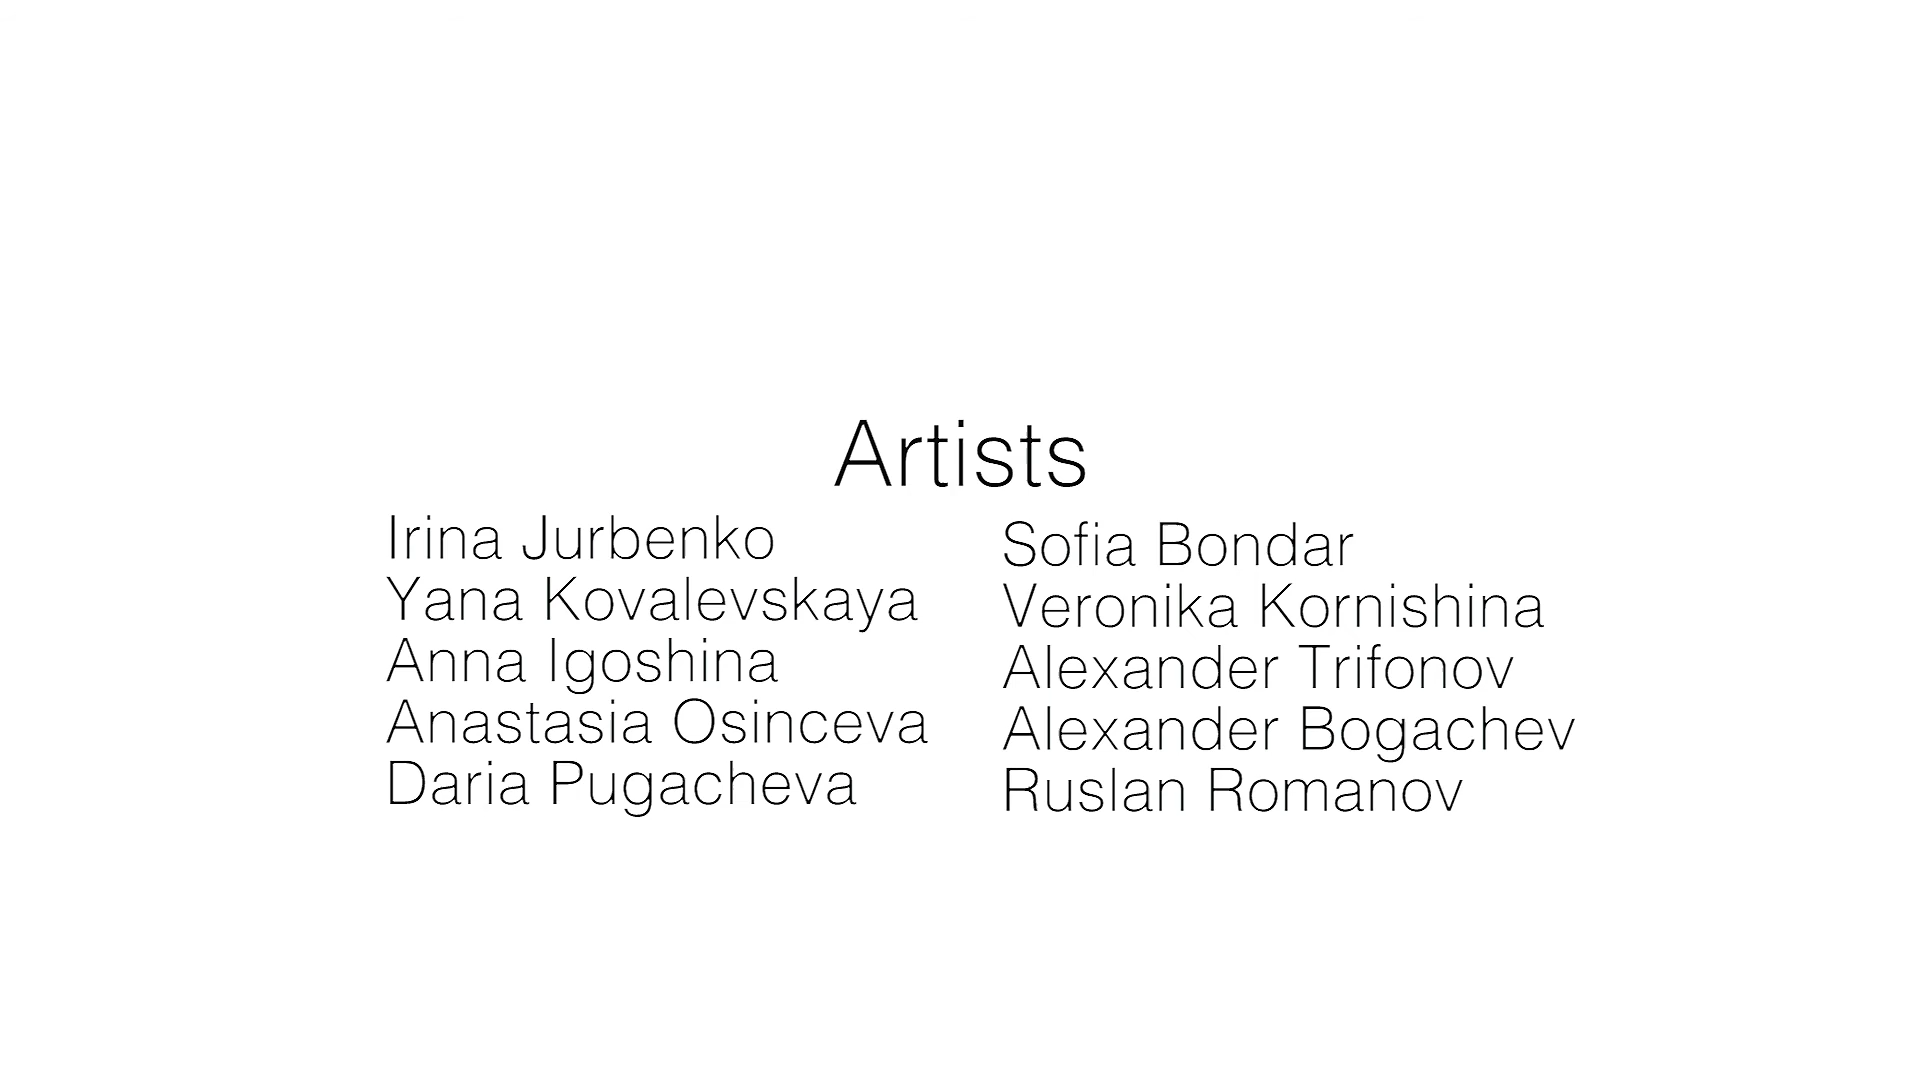 Artists
Irina Jurbenko
Yana Kovalevskaya
Anna Igoshina
Anastasia Osinceva
Daria Pugacheva
Sofia Bondar
Veronika Kornishina
Alexander Trifonov
Alexander Bogachev
Ruslan Romanov